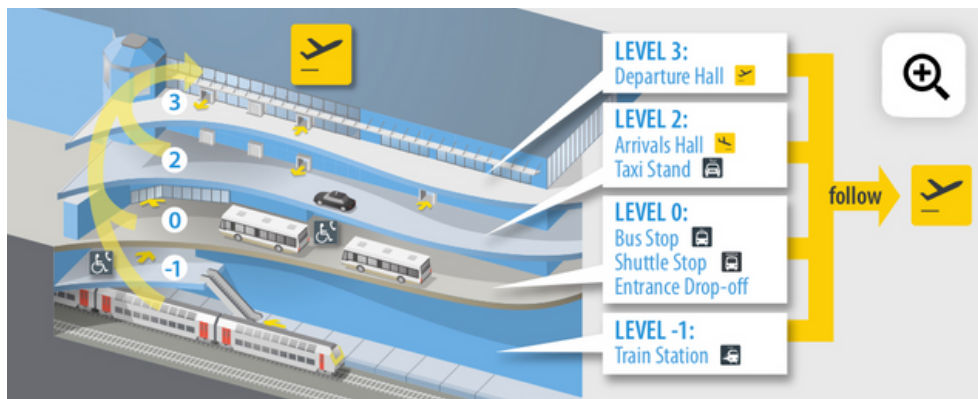 3
2
0
-1
LEVEL 3:
Departure Hall
LEVEL 2:
Arrivals Hall
Taxi Stand
LEVEL 0:
Bus Stop
Shuttle Stop
Entrance Drop-off
LEVEL -1:
Train Station
follow